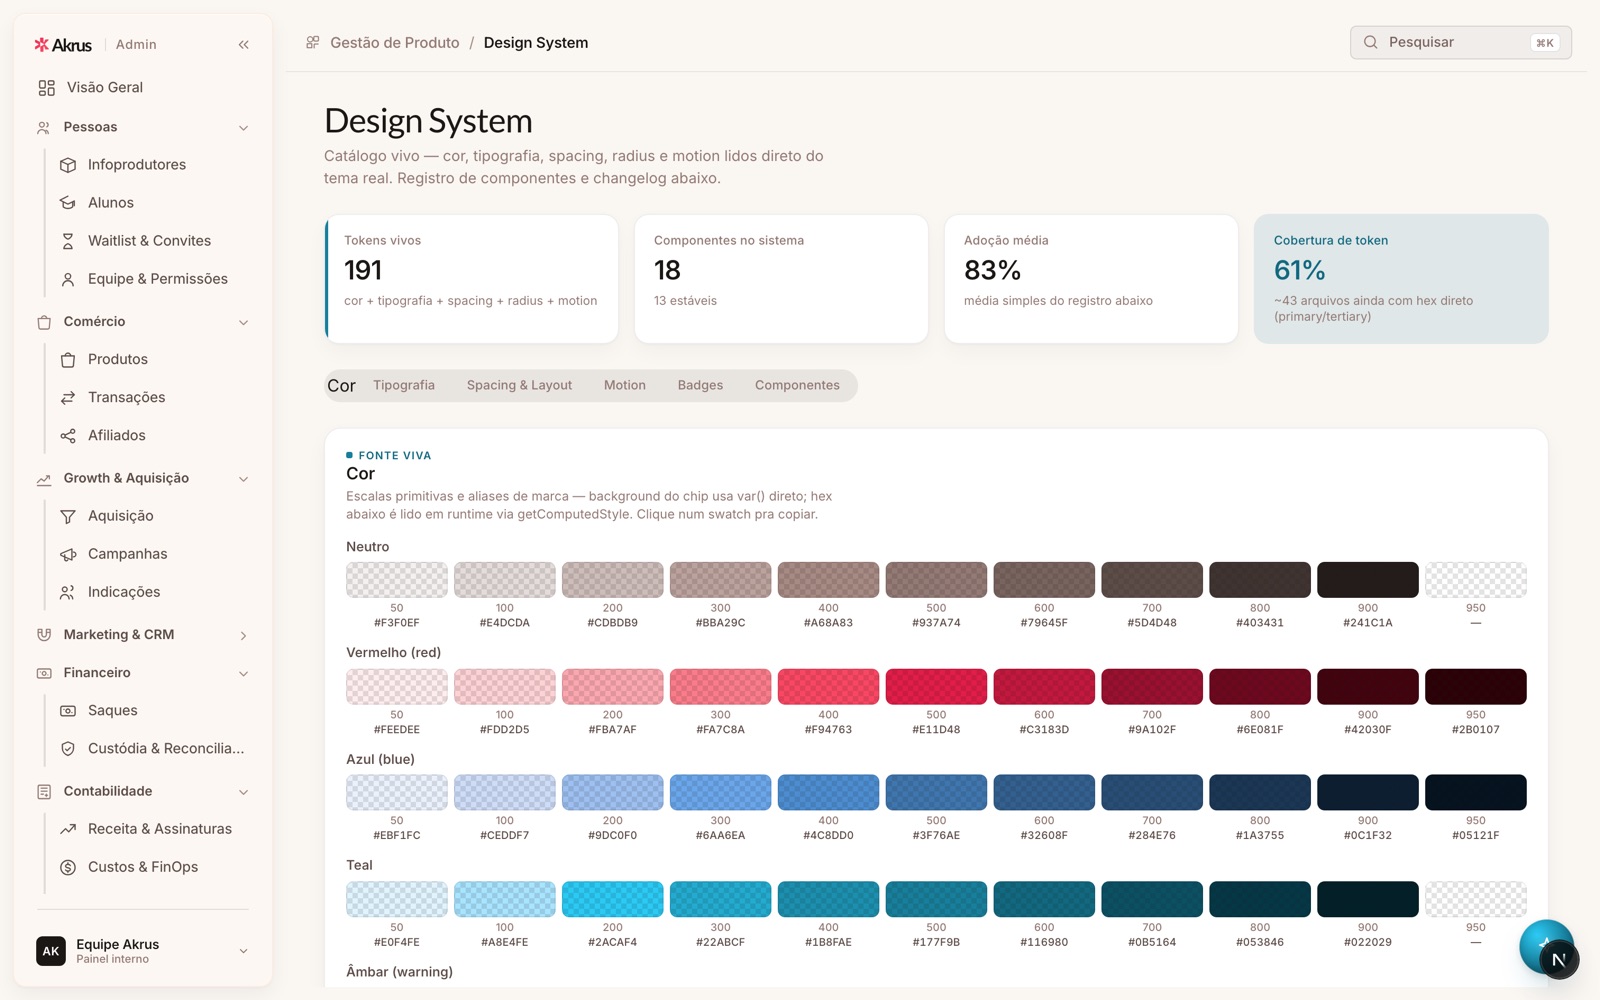 Akrus
Admin
Visão Geral
Pessoas
Infoprodutores
Alunos
Waitlist & Convites
Equipe & Permissões
Comércio
Produtos
Transações
Afiliados
Growth & Aquisição
Aquisição
Campanhas
Indicações
Marketing & CRM
Financeiro
Saques
Custódia & Reconcilia...
Contabilidade
Receita & Assinaturas
Custos & FinOps
AK
Equipe Akrus
Painel interno
Gestão de Produto / Design System
Pesquisar
⌘K
Design System
Catálogo vivo — cor, tipografia, spacing, radius e motion lidos direto do
tema real. Registro de componentes e changelog abaixo.
Tokens vivos
191
cor + tipografia + spacing + radius + motion
Componentes no sistema
18
13 estáveis
Adoção média
83%
média simples do registro abaixo
Cobertura de token
61%
~43 arquivos ainda com hex direto
(primary/tertiary)
Cor Tipografia Spacing & Layout Motion Badges Componentes
FONTE VIVA
Cor
Escalas primitivas e aliases de marca — background do chip usa var() direto; hex
abaixo é lido em runtime via getComputedStyle. Clique num swatch pra copiar.
Neutro
50 100 200 300 400 500 600 700 800 900 950
#F3F0EF #E4DCDA #CDBDB9 #BBA29C #A68A83 #937A74 #79645F #5D4D48 #403431 #241C1A —
Vermelho (red)
50 100 200 300 400 500 600 700 800 900 950
#FEEDEE #FDD2D5 #FBA7AF #FA7C8A #F94763 #E11D48 #C3183D #9A102F #6E081F #42030F #2B0107
Azul (blue)
50 100 200 300 400 500 600 700 800 900 950
#EBF1FC #CEDDF7 #9DC0F0 #6AA6EA #4C8DD0 #3F76AE #32608F #284E76 #1A3755 #0C1F32 #05121F
Teal
50 100 200 300 400 500 600 700 800 900 950
#E0F4FE #A8E4FE #2ACAF4 #22ABCF #1B8FAE #177F9B #116980 #0B5164 #053846 #022029 —
Âmbar (warning)
N